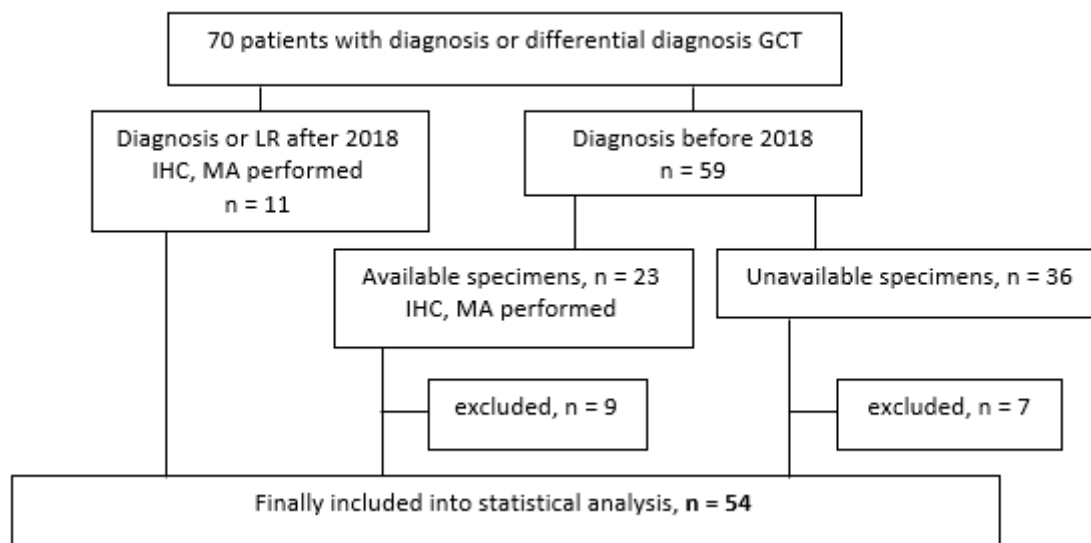 70 patients with diagnosis or differential diagnosis GCT
Diagnosis or LR after 2018
IHC, MA performed
n = 11
Diagnosis before 2018
n = 59
Available specimens, n = 23
IHC, MA performed
Unavailable specimens, n = 36
excluded, n = 9
excluded, n = 7
Finally included into statistical analysis, n = 54